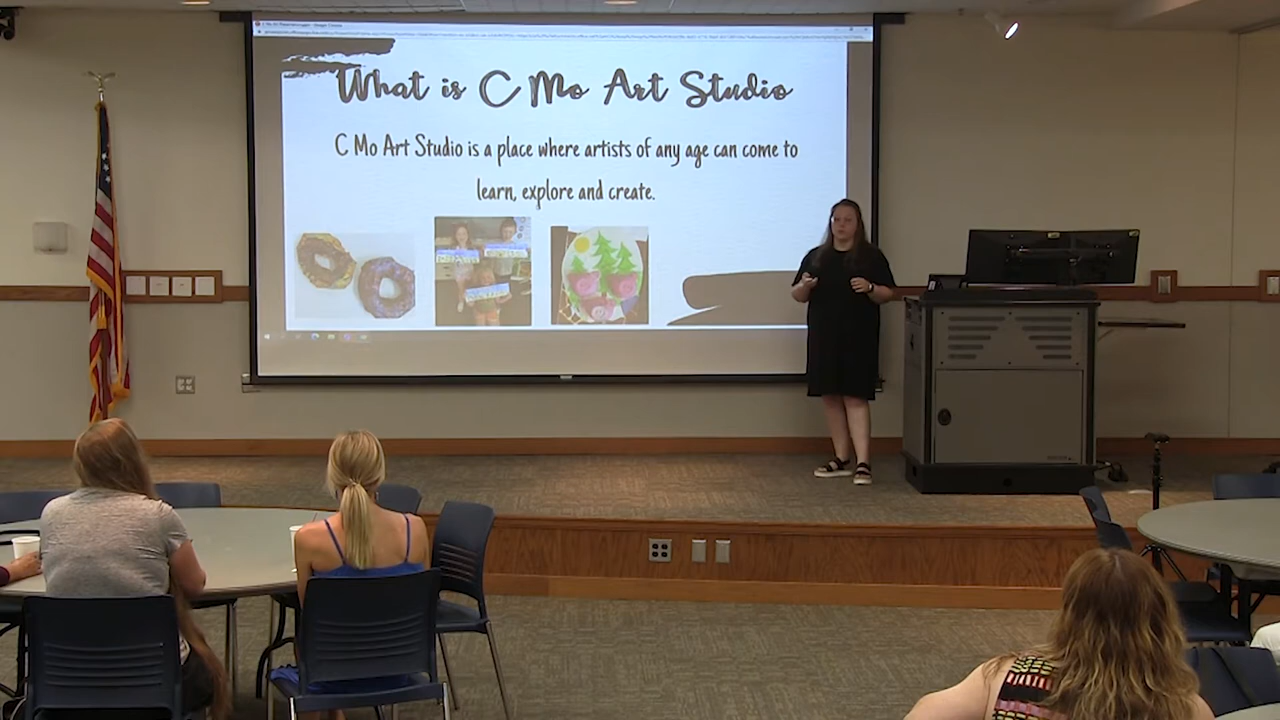 What is C Mo Art Studio
C Mo Art Studio is a place where artists of any age can come to
learn, explore and create.